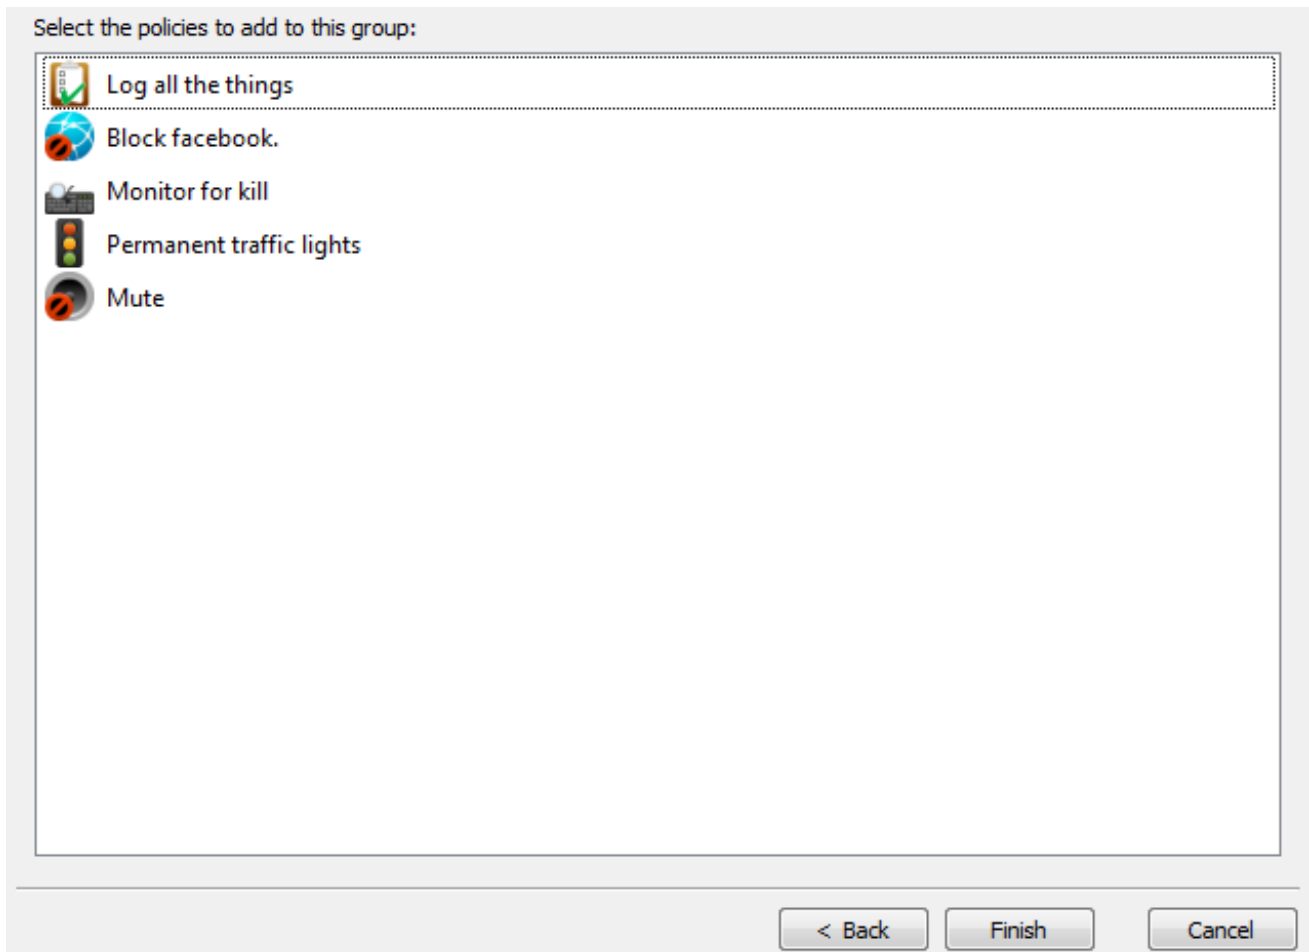 Select the policies to add to this group:
Log all the things
Block facebook.
Monitor for kill
Permanent traffic lights
Mute
< Back Finish Cancel